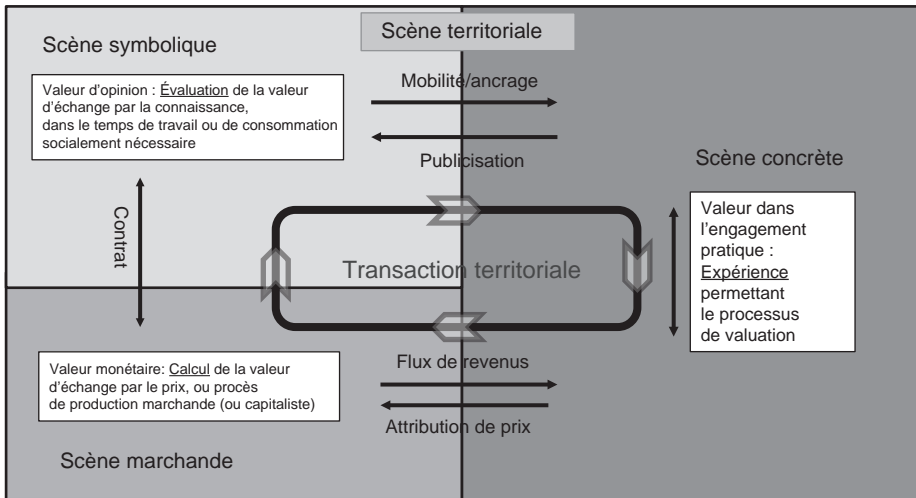 Scène symbolique
Scène territoriale
Valeur d’opinion : Évaluation de la valeur
d’échange par la connaissance,
dans le temps de travail ou de consommation
socialement nécessaire
Mobilité/ancrage
Publicisation
Scène concrète
Contrat
Valeur dans
l’engagement
pratique :
Expérience
permettant
le processus
de valuation
Transaction territoriale
Valeur monétaire: Calcul de la valeur
d’échange par le prix, ou procès
de production marchande (ou capitaliste)
Flux de revenus
Attribution de prix
Scène marchande